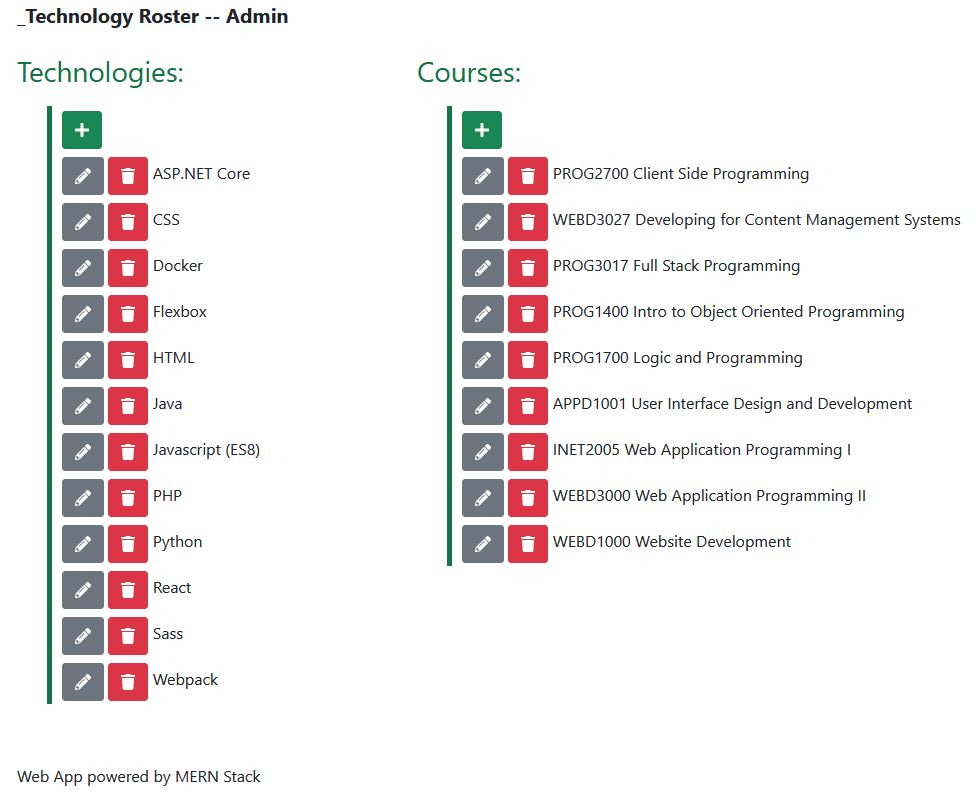 _Technology Roster -- Admin
Technologies:
ASP.NET Core
CSS
Docker
Flexbox
HTML
Java
Javascript (ES8)
PHP
Python
React
Sass
Webpack
Courses:
PROG2700 Client Side Programming
WEBD3027 Developing for Content Management Systems
PROG3017 Full Stack Programming
PROG1400 Intro to Object Oriented Programming
PROG1700 Logic and Programming
APPD1001 User Interface Design and Development
INET2005 Web Application Programming I
WEBD3000 Web Application Programming II
WEBD1000 Website Development
Web App powered by MERN Stack